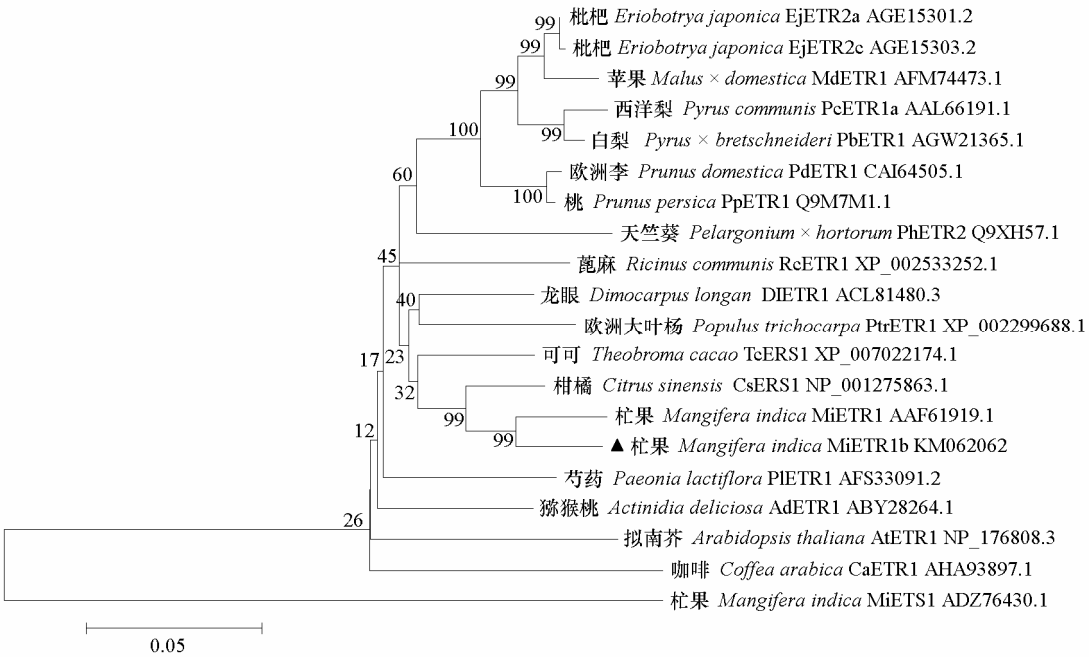 枇杷 Eriobotrya japonica EjETR2a AGE15301.2
99
枇杷 Eriobotrya japonica EjETR2c AGE15303.2
99
苹果 Malus × domestica MdETR1 AFM74473.1
99
西洋梨 Pyrus communis PcETR1a AAL66191.1
100
99
白梨 Pyrus × bretschneideri PbETR1 AGW21365.1
欧洲李 Prunus domestica PdETR1 CAI64505.1
60
100
桃 Prunus persica PpETR1 Q9M7M1.1
天竺葵 Pelargonium × hortorum PhETR2 Q9XH57.1
45
蓖麻 Ricinus communis RcETR1 XP_002533252.1
40
龙眼 Dimocarpus longan DlETR1 ACL81480.3
欧洲大叶杨 Populus trichocarpa PtrETR1 XP_002299688.1
17
23
可可 Theobroma cacao TcERS1 XP_007022174.1
32
柑橘 Citrus sinensis CsERS1 NP_001275863.1
99
杧果 Mangifera indica MiETR1 AAF61919.1
12
99
▲ 杧果 Mangifera indica MiETR1b KM062062
芍药 Paeonia lactiflora PlETR1 AFS33091.2
猕猴桃 Actinidia deliciosa AdETR1 ABY28264.1
26
拟南芥 Arabidopsis thaliana AtETR1 NP_176808.3
咖啡 Coffea arabica CaETR1 AHA93897.1
杧果 Mangifera indica MiETS1 ADZ76430.1
0.05